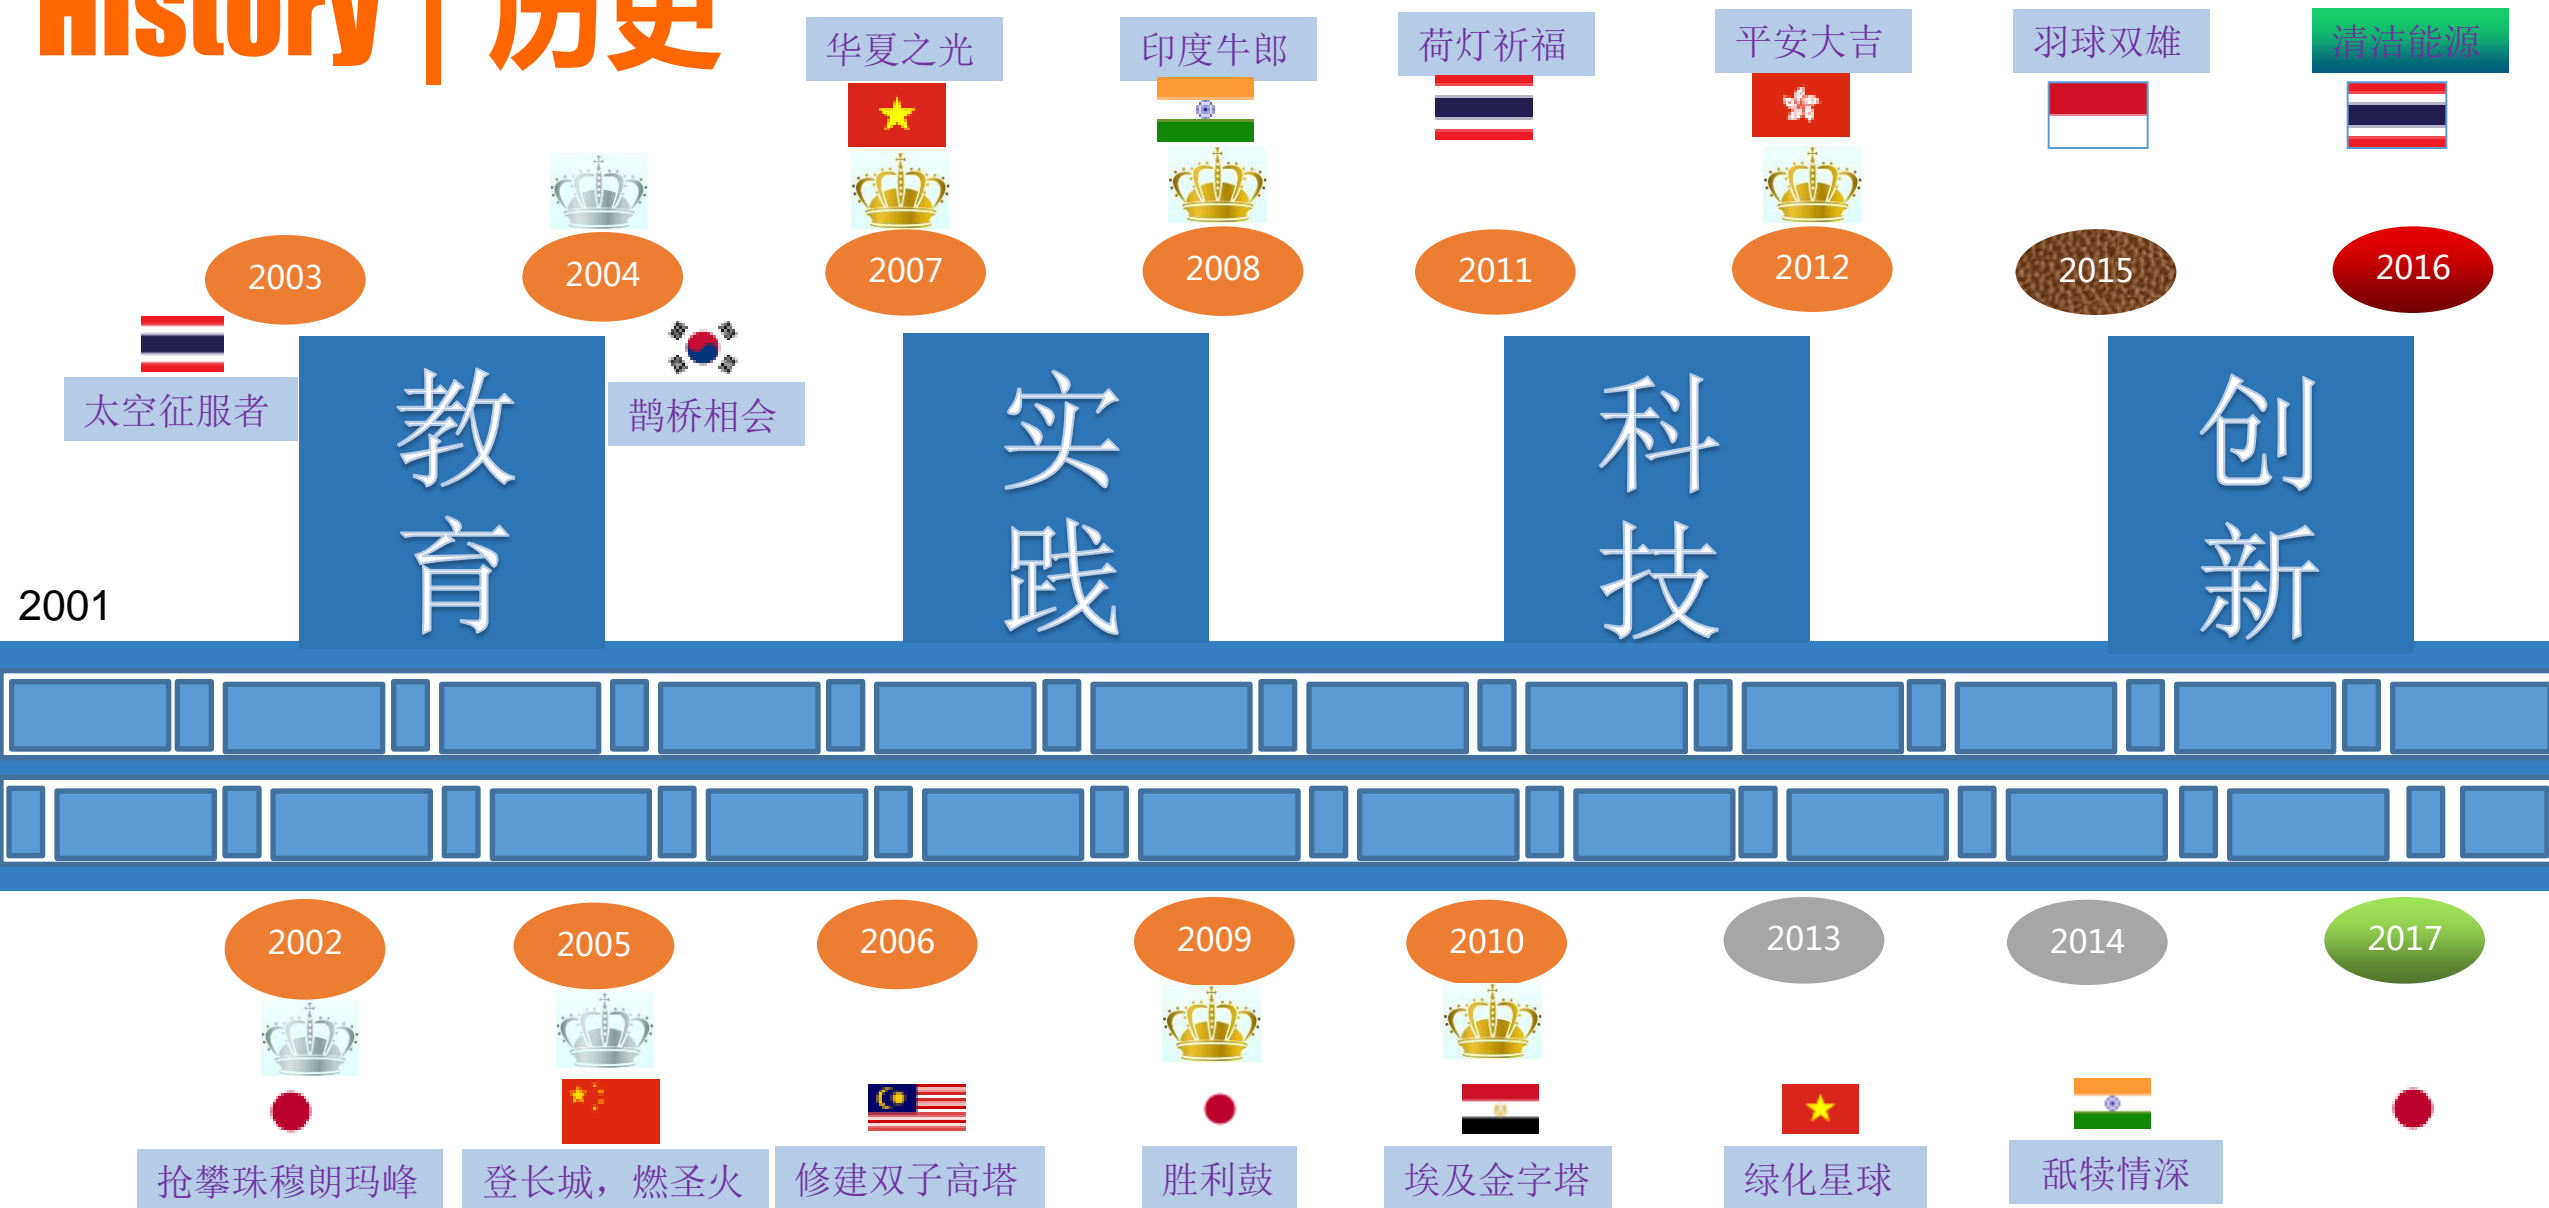 History | 历史
华夏之光
印度牛郎
荷灯祈福
平安大吉
羽球双雄
清洁能源
2003
2004
2007
2008
2011
2012
2015
2016
太空征服者
鹊桥相会
教育
实践
科技
创新
2001
2002
2005
2006
2009
2010
2013
2014
2017
抢攀珠穆朗玛峰
登长城，燃圣火
修建双子高塔
胜利鼓
埃及金字塔
绿化星球
舐犊情深